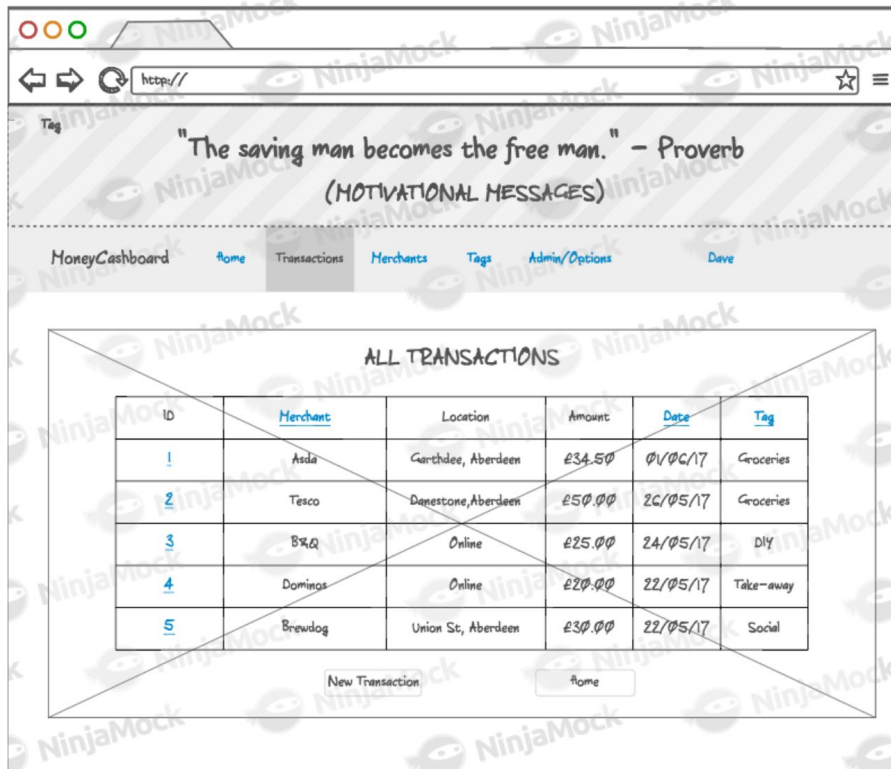 http://
Tag
"The saving man becomes the free man." - Proverb
(MOTIVATIONAL MESSAGES)
MoneyCashboard Home Transactions Merchants Tags Admin/Options Dave
ALL TRANSACTIONS
ID Merchant Location Amount Date Tag
1 Asda Garthdee, Aberdeen £34.50 01/06/17 Groceries
2 Tesco Danestone,Aberdeen £50.00 26/05/17 Groceries
3 B&Q Online £25.00 24/05/17 DIY
4 Dominos Online £20.00 22/05/17 Take-away
5 Brewdog Union St, Aberdeen £30.00 22/05/17 Social
New Transaction Home
NinjaMock